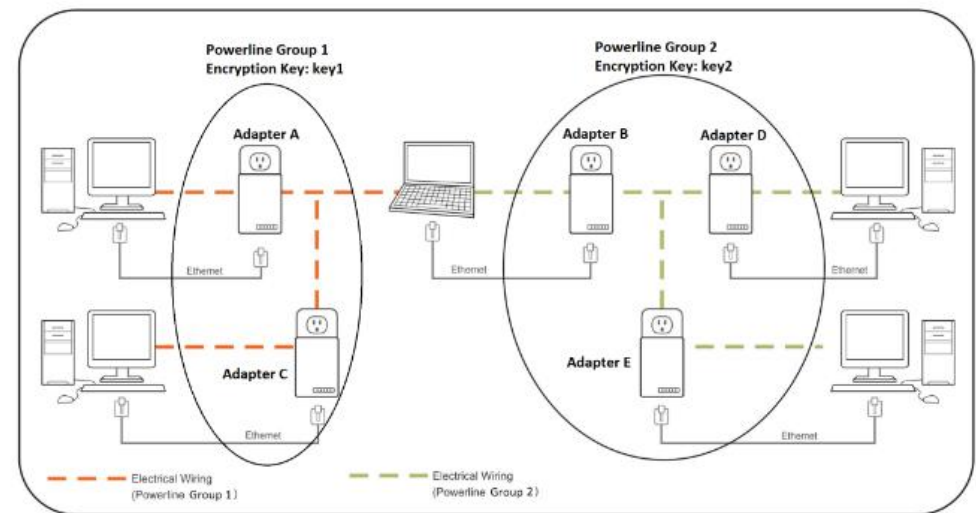 Powerline Group 1
Encryption Key: key1
Powerline Group 2
Encryption Key: key2
Adapter A
Adapter B
Adapter D
Ethernet
Ethernet
Ethernet
Adapter C
Adapter E
Ethernet
Ethernet
Electrical Wiring
(Powerline Group 1)
Electrical Wiring
(Powerline Group 2)